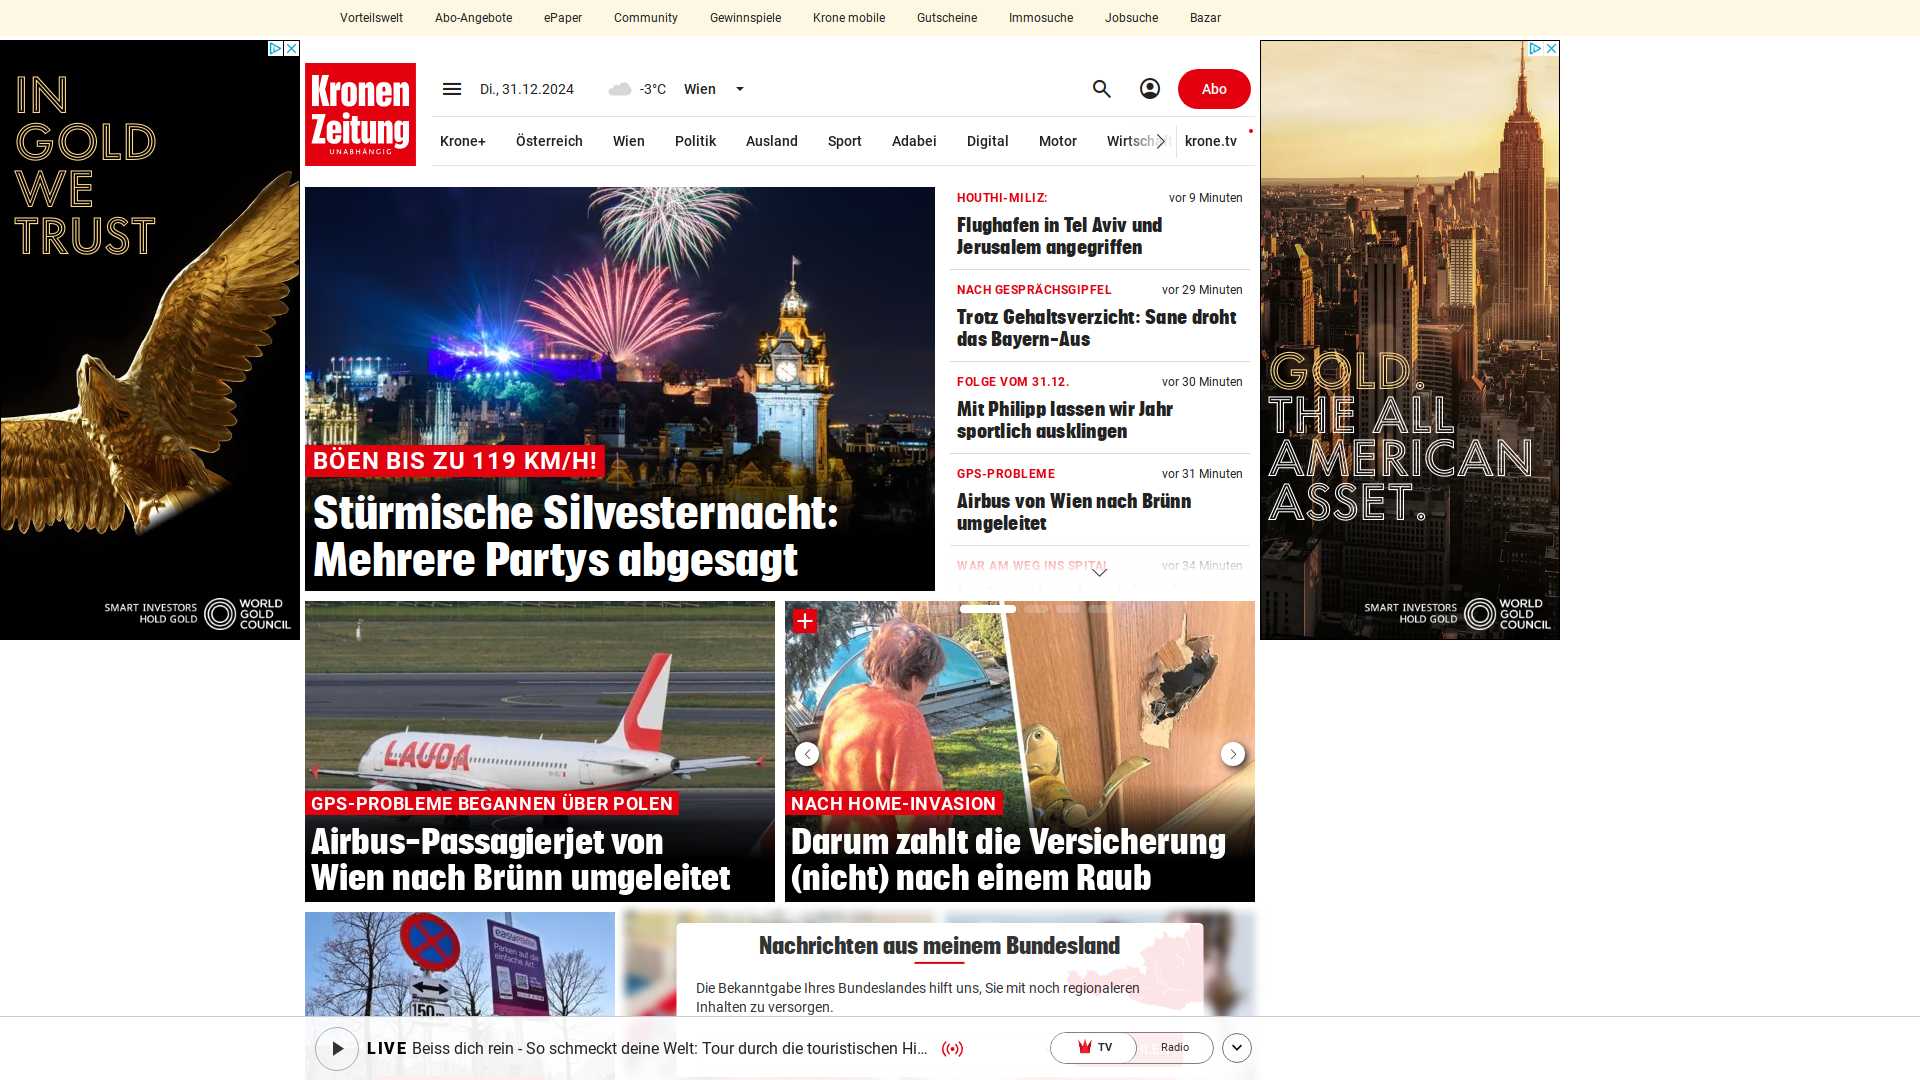 Vorteilswelt
Abo-Angebote
ePaper
Community
Gewinnspiele
Krone mobile
Gutscheine
Immosuche
Jobsuche
Bazar
IN
GOLD
WE
TRUST
SMART INVESTORS
HOLD GOLD
WORLD
GOLD
COUNCIL
Kronen
Zeitung
UNABHÄNGIG
Di., 31.12.2024
-3°C
Wien
Abo
Krone+
Österreich
Wien
Politik
Ausland
Sport
Adabei
Digital
Motor
Wirtsch
krone.tv
BÖEN BIS ZU 119 KM/H!
Stürmische Silvesternacht:
Mehrere Partys abgesagt
HOUTHI-MILIZ:
vor 9 Minuten
Flughafen in Tel Aviv und
Jerusalem angegriffen
NACH GESPRÄCHSGIPFEL
vor 29 Minuten
Trotz Gehaltsverzicht: Sane droht
das Bayern-Aus
FOLGE VOM 31.12.
vor 30 Minuten
Mit Philipp lassen wir Jahr
sportlich ausklingen
GPS-PROBLEME
vor 31 Minuten
Airbus von Wien nach Brünn
umgeleitet
WAR AM WEG INS SPITAL
vor 34 Minuten
GOLD.
THE ALL
AMERICAN
ASSET.
SMART INVESTORS
HOLD GOLD
WORLD
GOLD
COUNCIL
LAUDA
GPS-PROBLEME BEGANNEN ÜBER POLEN
Airbus-Passagierjet von
Wien nach Brünn umgeleitet
NACH HOME-INVASION
Darum zahlt die Versicherung
(nicht) nach einem Raub
Parken auf die
einfache Art.
150m
Nachrichten aus meinem Bundesland
Die Bekanntgabe Ihres Bundeslandes hilft uns, Sie mit noch regionaleren
Inhalten zu versorgen.
LIVE Beiss dich rein - So schmeckt deine Welt: Tour durch die touristischen Hi...
TV
Radio